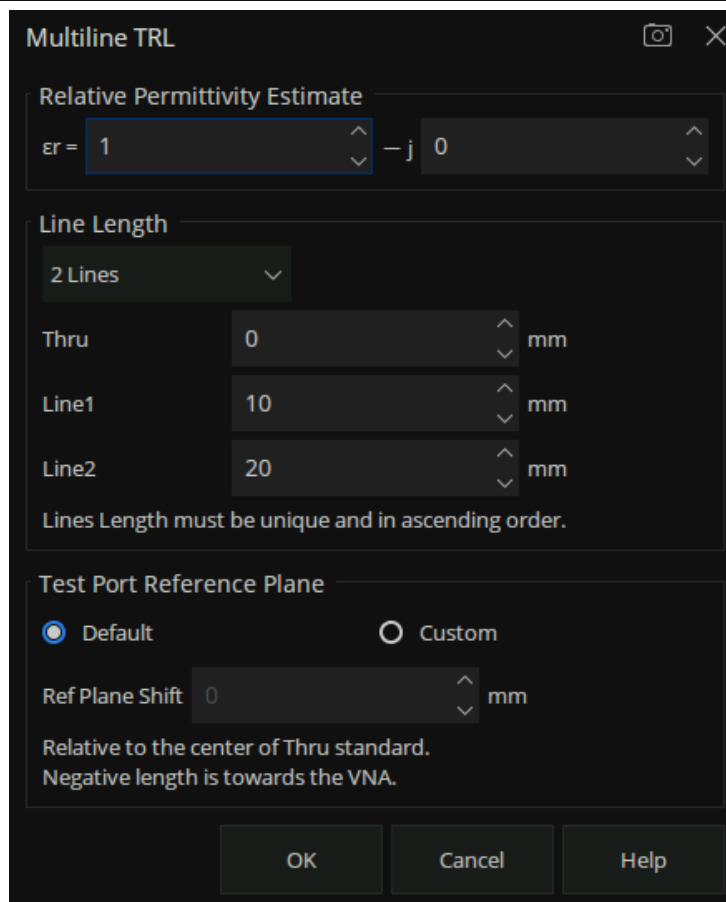 Multiline TRL
Relative Permittivity Estimate
εr = 1 — j 0
Line Length
2 Lines
Thru 0 mm
Line1 10 mm
Line2 20 mm
Lines Length must be unique and in ascending order.
Test Port Reference Plane
Default Custom
Ref Plane Shift 0 mm
Relative to the center of Thru standard.
Negative length is towards the VNA.
OK Cancel Help